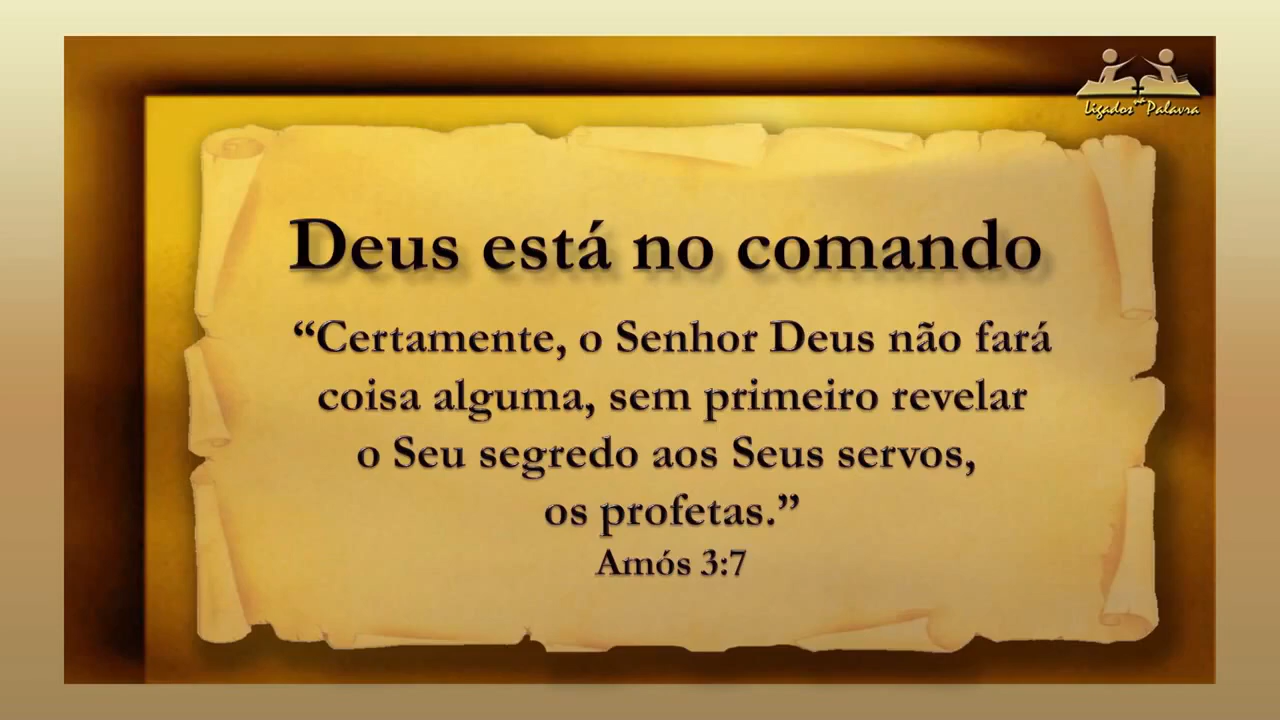 Ligados na Palavra
Deus está no comando
“Certamente, o Senhor Deus não fará
coisa alguma, sem primeiro revelar
o Seu segredo aos Seus servos,
os profetas.”
Amós 3:7